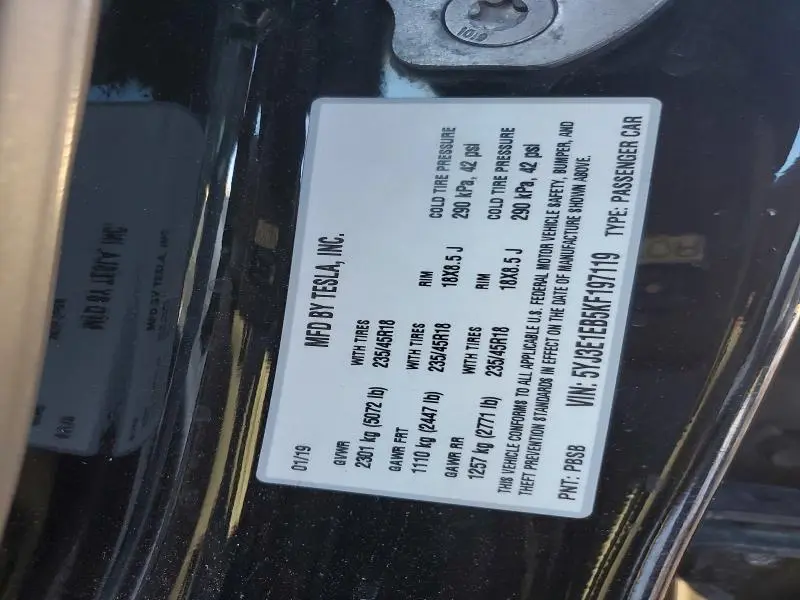 MFD BY TESLA, INC.
01/19
GVWR
2301 kg (5072 lb)
WITH TIRES
235/45R18
GAWR FRT
1110 kg (2447 lb)
WITH TIRES
235/45R18
RIM
18X8.5 J
COLD TIRE PRESSURE
290 kPa, 42 psi
GAWR RR
1257 kg (2771 lb)
WITH TIRES
235/45R18
RIM
18X8.5 J
COLD TIRE PRESSURE
290 kPa, 42 psi
THIS VEHICLE CONFORMS TO ALL APPLICABLE U.S. FEDERAL MOTOR VEHICLE SAFETY, BUMPER, AND
THEFT PREVENTION STANDARDS IN EFFECT ON THE DATE OF MANUFACTURE SHOWN ABOVE.
PNT: PBSB VIN: 5YJ3E1EB5KF197119 TYPE: PASSENGER CAR